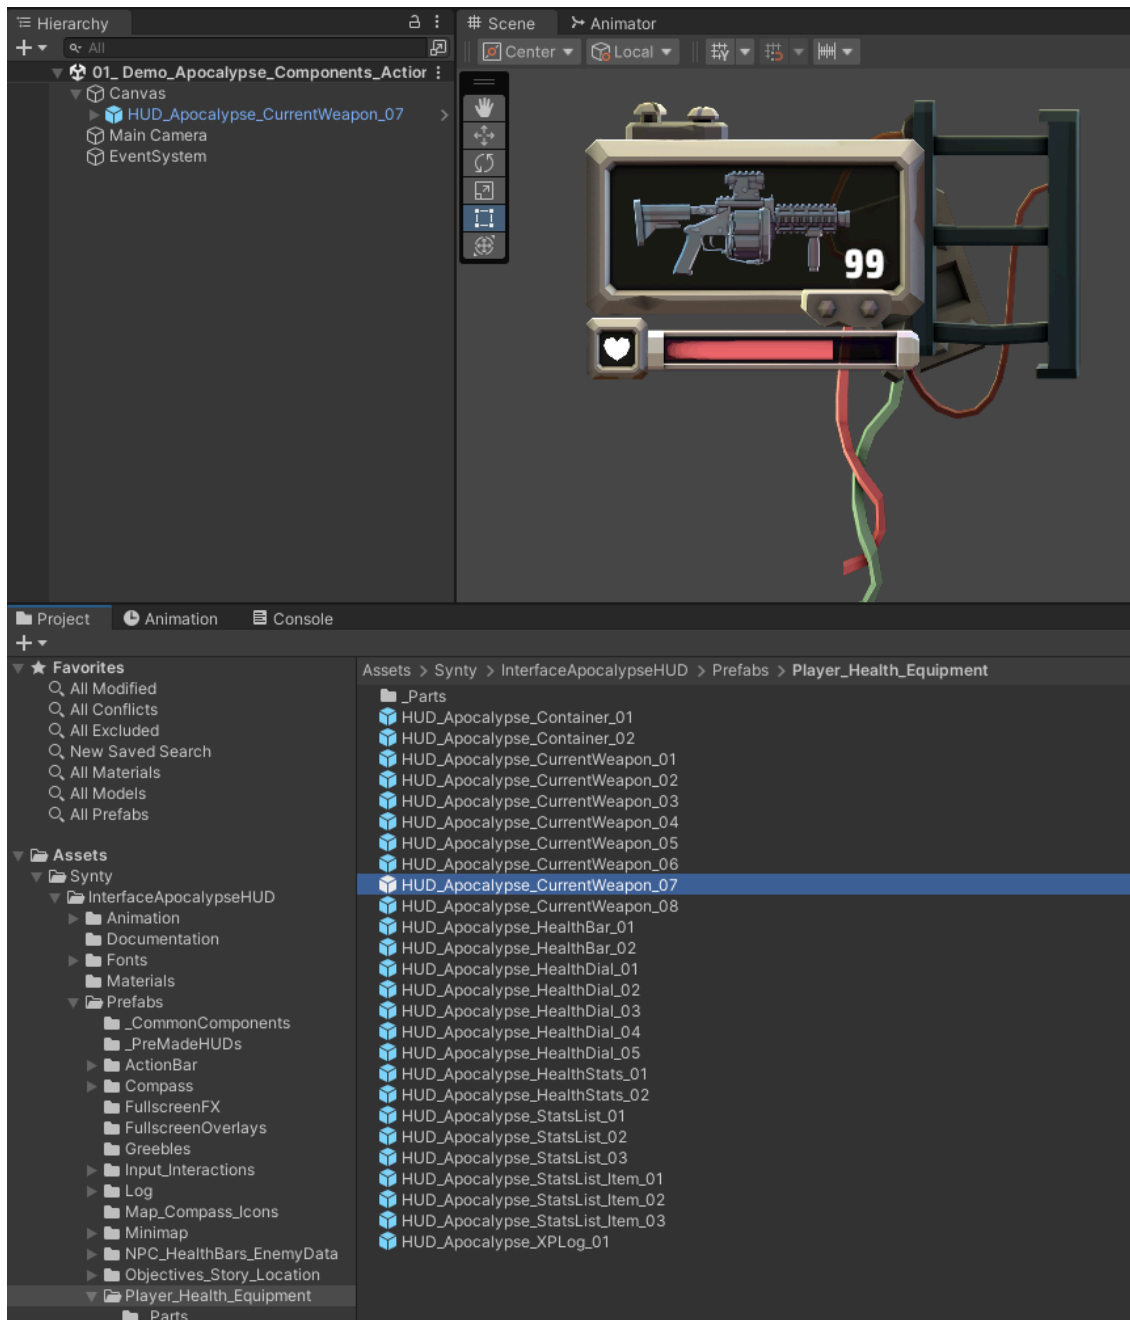 Hierarchy
All
01_ Demo_Apocalypse_Components_Action
Canvas
HUD_Apocalypse_CurrentWeapon_07
Main Camera
EventSystem
Scene Animator
Center Local
99
Project Animation Console
Favorites
All Modified
All Conflicts
All Excluded
New Saved Search
All Materials
All Models
All Prefabs
Assets
Synty
InterfaceApocalypseHUD
Animation
Documentation
Fonts
Materials
Prefabs
_CommonComponents
_PreMadeHUDs
ActionBar
Compass
FullscreenFX
FullscreenOverlays
Greebles
Input_Interactions
Log
Map_Compass_Icons
Minimap
NPC_HealthBars_EnemyData
Objectives_Story_Location
Player_Health_Equipment
_Parts
Assets > Synty > InterfaceApocalypseHUD > Prefabs > Player_Health_Equipment
_Parts
HUD_Apocalypse_Container_01
HUD_Apocalypse_Container_02
HUD_Apocalypse_CurrentWeapon_01
HUD_Apocalypse_CurrentWeapon_02
HUD_Apocalypse_CurrentWeapon_03
HUD_Apocalypse_CurrentWeapon_04
HUD_Apocalypse_CurrentWeapon_05
HUD_Apocalypse_CurrentWeapon_06
HUD_Apocalypse_CurrentWeapon_07
HUD_Apocalypse_CurrentWeapon_08
HUD_Apocalypse_HealthBar_01
HUD_Apocalypse_HealthBar_02
HUD_Apocalypse_HealthDial_01
HUD_Apocalypse_HealthDial_02
HUD_Apocalypse_HealthDial_03
HUD_Apocalypse_HealthDial_04
HUD_Apocalypse_HealthDial_05
HUD_Apocalypse_HealthStats_01
HUD_Apocalypse_HealthStats_02
HUD_Apocalypse_StatsList_01
HUD_Apocalypse_StatsList_02
HUD_Apocalypse_StatsList_03
HUD_Apocalypse_StatsList_Item_01
HUD_Apocalypse_StatsList_Item_02
HUD_Apocalypse_StatsList_Item_03
HUD_Apocalypse_XPLog_01